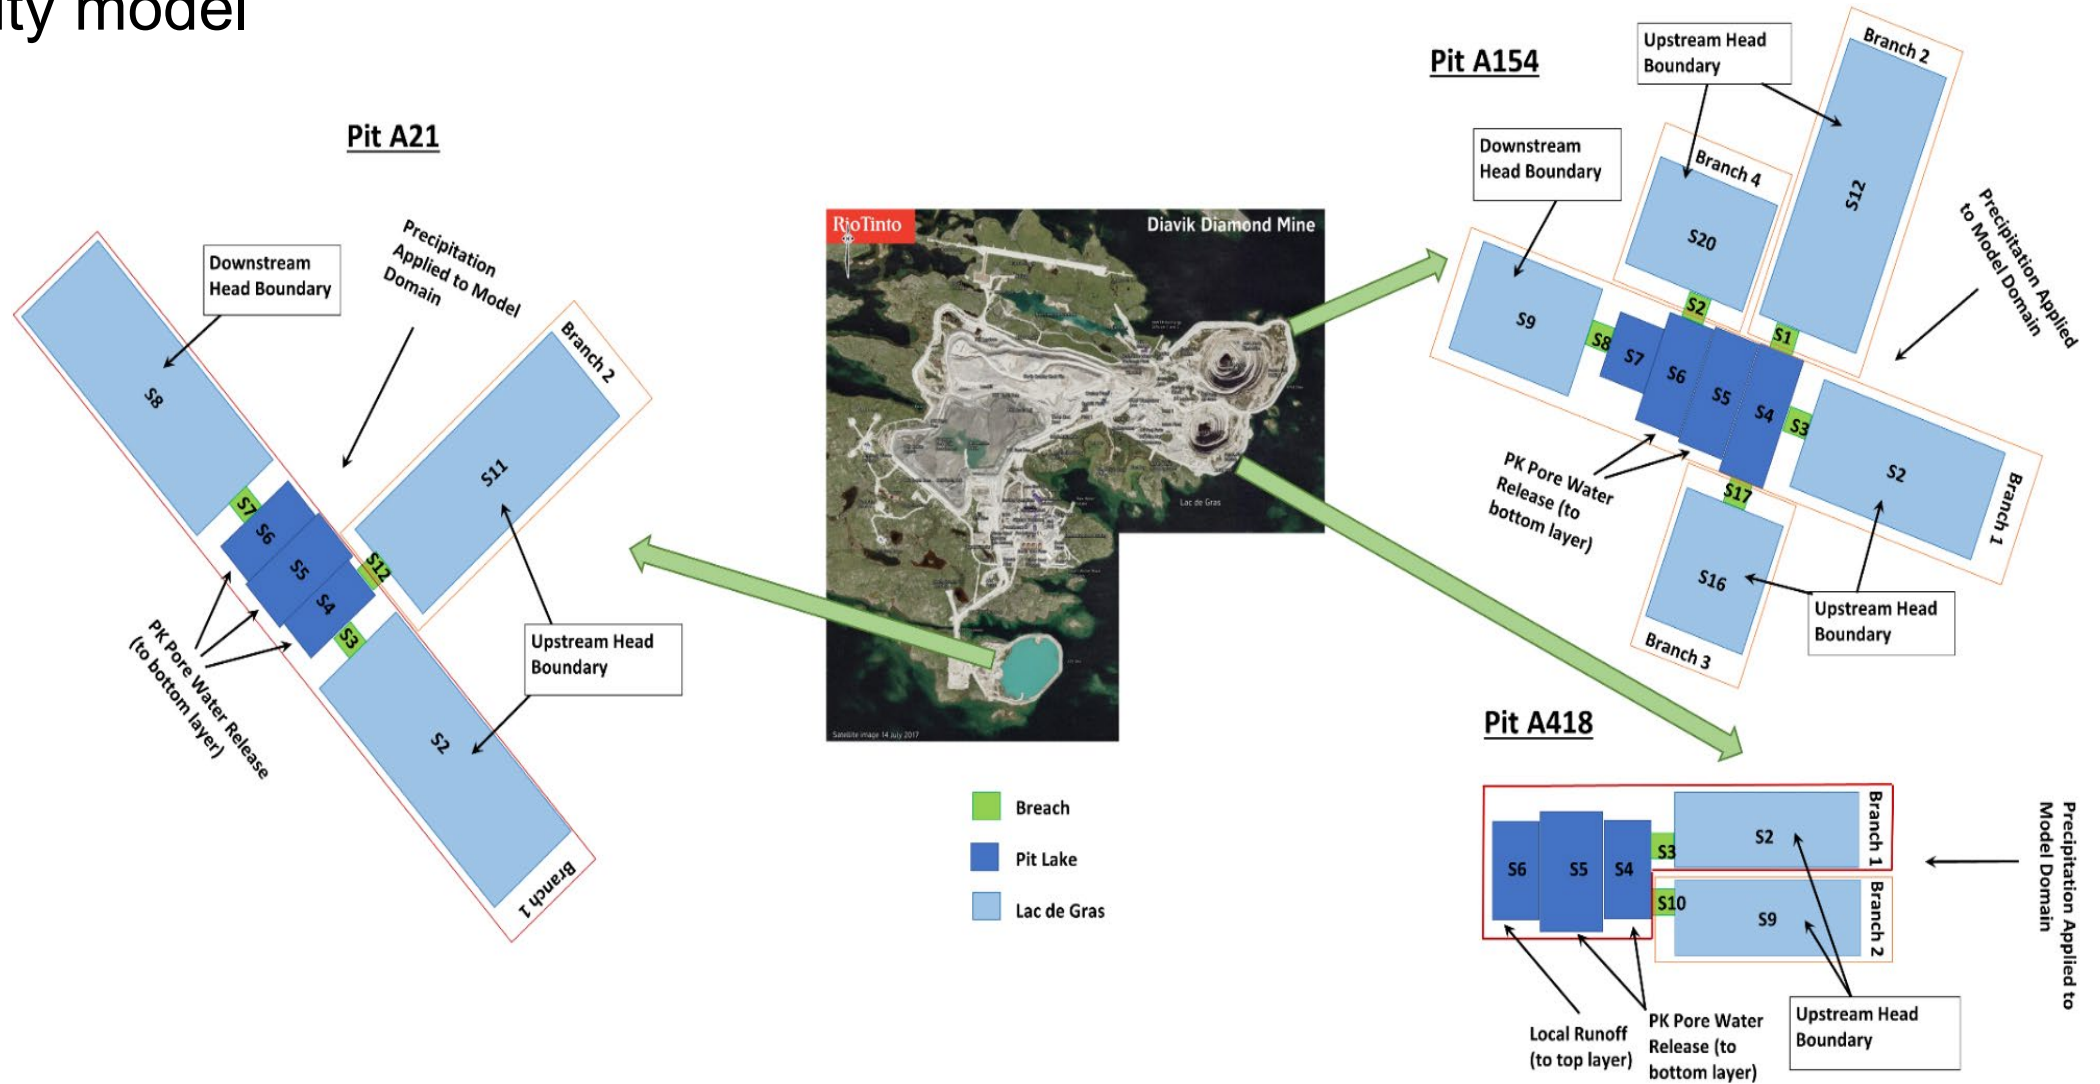 ity model
Pit A21
Downstream
Head Boundary
Precipitation
Applied to Model
Domain
Branch 2
S8
S11
S7
S6
S5
S4
S12
S3
S2
PK Pore Water Release
(to bottom layer)
Upstream Head
Boundary
Branch 1
RioTinto
Diavik Diamond Mine
Lac de Gras
Satellite image 14 July 2017
Breach
Pit Lake
Lac de Gras
Pit A154
Upstream Head
Boundary
Branch 2
Downstream
Head Boundary
Branch 4
S12
S20
Precipitation Applied
to Model Domain
S9
S2
S1
S8
S7
S6
S5
S4
S3
S2
Branch 1
PK Pore Water
Release (to
bottom layer)
S17
S16
Branch 3
Upstream Head
Boundary
Pit A418
S6
S5
S4
S3
S2
Branch 1
S10
S9
Branch 2
Precipitation Applied to
Model Domain
Local Runoff
(to top layer)
PK Pore Water
Release (to
bottom layer)
Upstream Head
Boundary